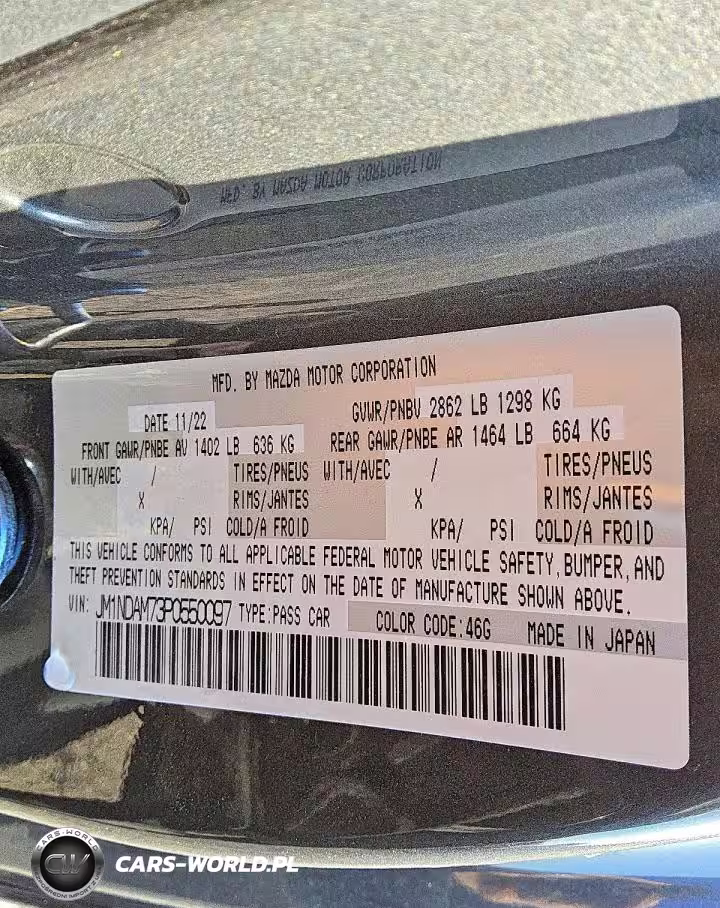 MFD. BY MAZDA MOTOR CORPORATION
MFD. BY MAZDA MOTOR CORPORATION
DATE 11/22 GVWR/PNBV 2862 LB 1298 KG
FRONT GAWR/PNBE AV 1402 LB 636 KG REAR GAWR/PNBE AR 1464 LB 664 KG
WITH/AVEC / TIRES/PNEUS WITH/AVEC / TIRES/PNEUS
X RIMS/JANTES X RIMS/JANTES
KPA/ PSI COLD/A FROID KPA/ PSI COLD/A FROID
THIS VEHICLE CONFORMS TO ALL APPLICABLE FEDERAL MOTOR VEHICLE SAFETY, BUMPER, AND
THEFT PREVENTION STANDARDS IN EFFECT ON THE DATE OF MANUFACTURE SHOWN ABOVE.
VIN: JM1NDAM73P0550097 TYPE:PASS CAR COLOR CODE:46G MADE IN JAPAN
CARS-WORLD
CW
CARS-WORLD.PL